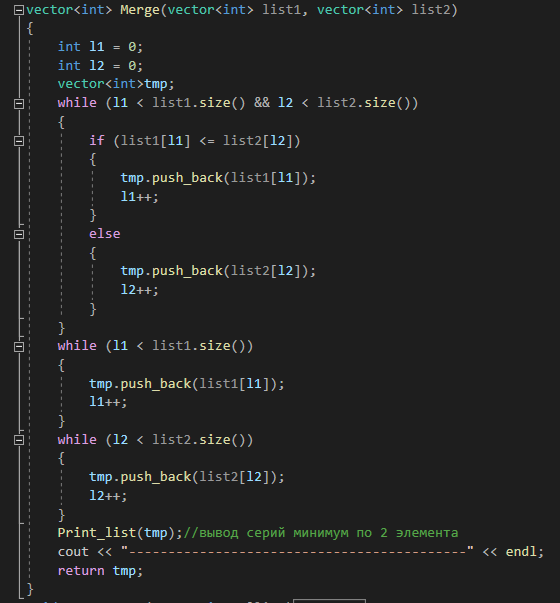 vector<int> Merge(vector<int> list1, vector<int> list2)
{
int l1 = 0;
int l2 = 0;
vector<int>tmp;
while (l1 < list1.size() && l2 < list2.size())
{
if (list1[l1] <= list2[l2])
{
tmp.push_back(list1[l1]);
l1++;
}
else
{
tmp.push_back(list2[l2]);
l2++;
}
}
while (l1 < list1.size())
{
tmp.push_back(list1[l1]);
l1++;
}
while (l2 < list2.size())
{
tmp.push_back(list2[l2]);
l2++;
}
Print_list(tmp);//вывод серий минимум по 2 элемента
cout << "-------------------------------------------" << endl;
return tmp;
}